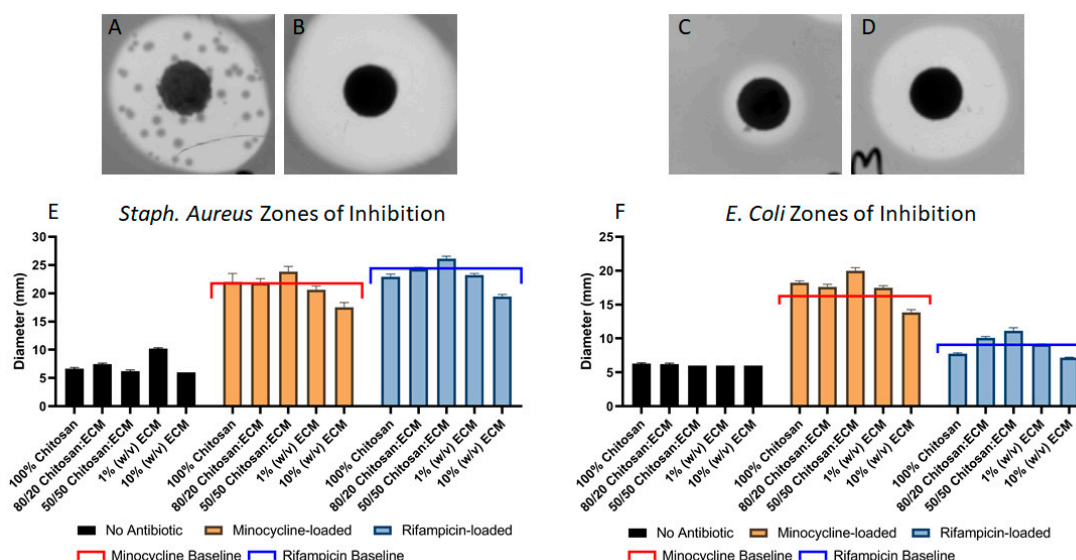 A
B
C
D
M
E
Staph. Aureus Zones of Inhibition
Diameter (mm)
30
25
20
15
10
5
0
100% Chitosan
80/20 Chitosan:ECM
50/50 Chitosan:ECM
1% (w/v) ECM
10% (w/v) ECM
100% Chitosan
80/20 Chitosan:ECM
50/50 Chitosan:ECM
1% (w/v) ECM
10% (w/v) ECM
100% Chitosan
80/20 Chitosan:ECM
50/50 Chitosan:ECM
1% (w/v) ECM
10% (w/v) ECM
No Antibiotic
Minocycline-loaded
Rifampicin-loaded
Minocycline Baseline
Rifampicin Baseline
F
E. Coli Zones of Inhibition
Diameter (mm)
25
20
15
10
5
0
100% Chitosan
80/20 Chitosan:ECM
50/50 Chitosan:ECM
1% (w/v) ECM
10% (w/v) ECM
100% Chitosan
80/20 Chitosan:ECM
50/50 Chitosan:ECM
1% (w/v) ECM
10% (w/v) ECM
100% Chitosan
80/20 Chitosan:ECM
50/50 Chitosan:ECM
1% (w/v) ECM
10% (w/v) ECM
No Antibiotic
Minocycline-loaded
Rifampicin-loaded
Minocycline Baseline
Rifampicin Baseline